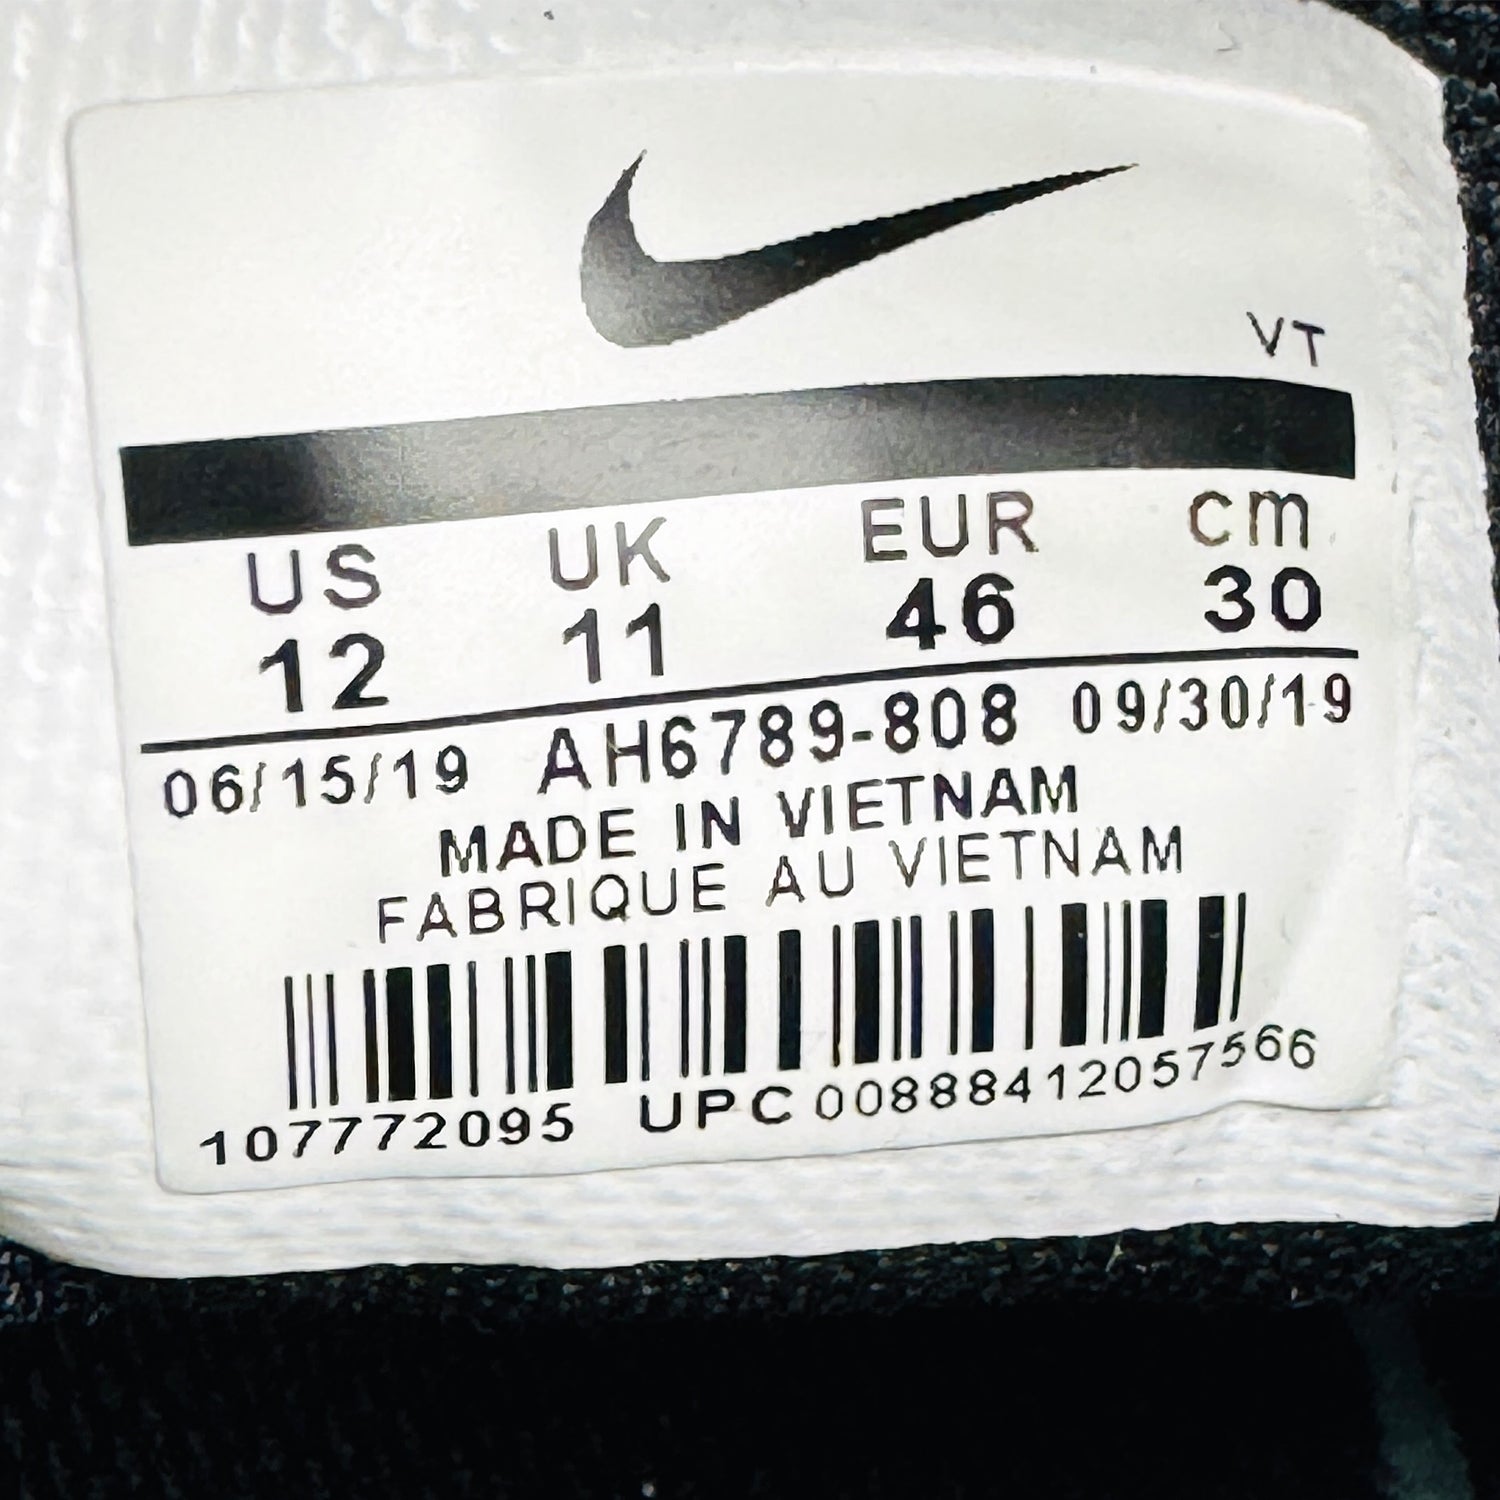 VT
US UK EUR cm
12 11 46 30
06/15/19 AH6789-808 09/30/19
MADE IN VIETNAM
FABRIQUE AU VIETNAM
107772095 UPC 00888412057566